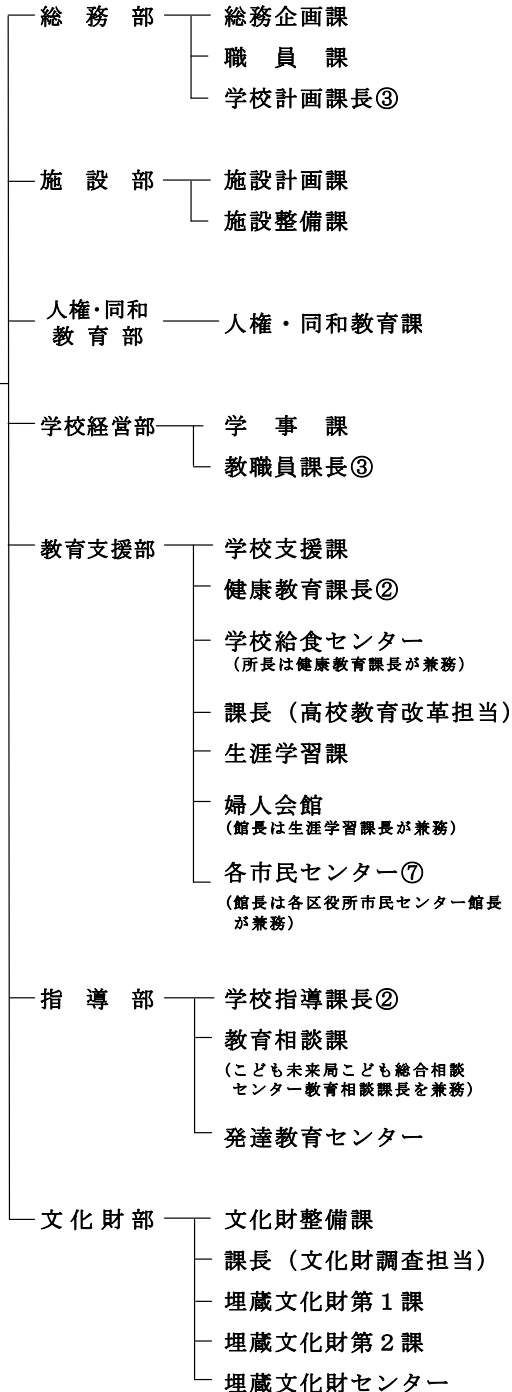 総務部 総務企画課
職員課
学校計画課長③
施設部 施設計画課
施設整備課
人権・同和
教育部
人権・同和教育課
学校経営部 学事課
教職員課長③
教育支援部 学校支援課
健康教育課長②
学校給食センター
(所長は健康教育課長が兼務)
課長(高校教育改革担当)
生涯学習課
婦人会館
(館長は生涯学習課長が兼務)
各市民センター⑦
(館長は各区役所市民センター館長
が兼務)
指導部 学校指導課長②
教育相談課
(こども未来局こども総合相談
センター教育相談課長を兼務)
発達教育センター
文化財部 文化財整備課
課長(文化財調査担当)
埋蔵文化財第1課
埋蔵文化財第2課
埋蔵文化財センター